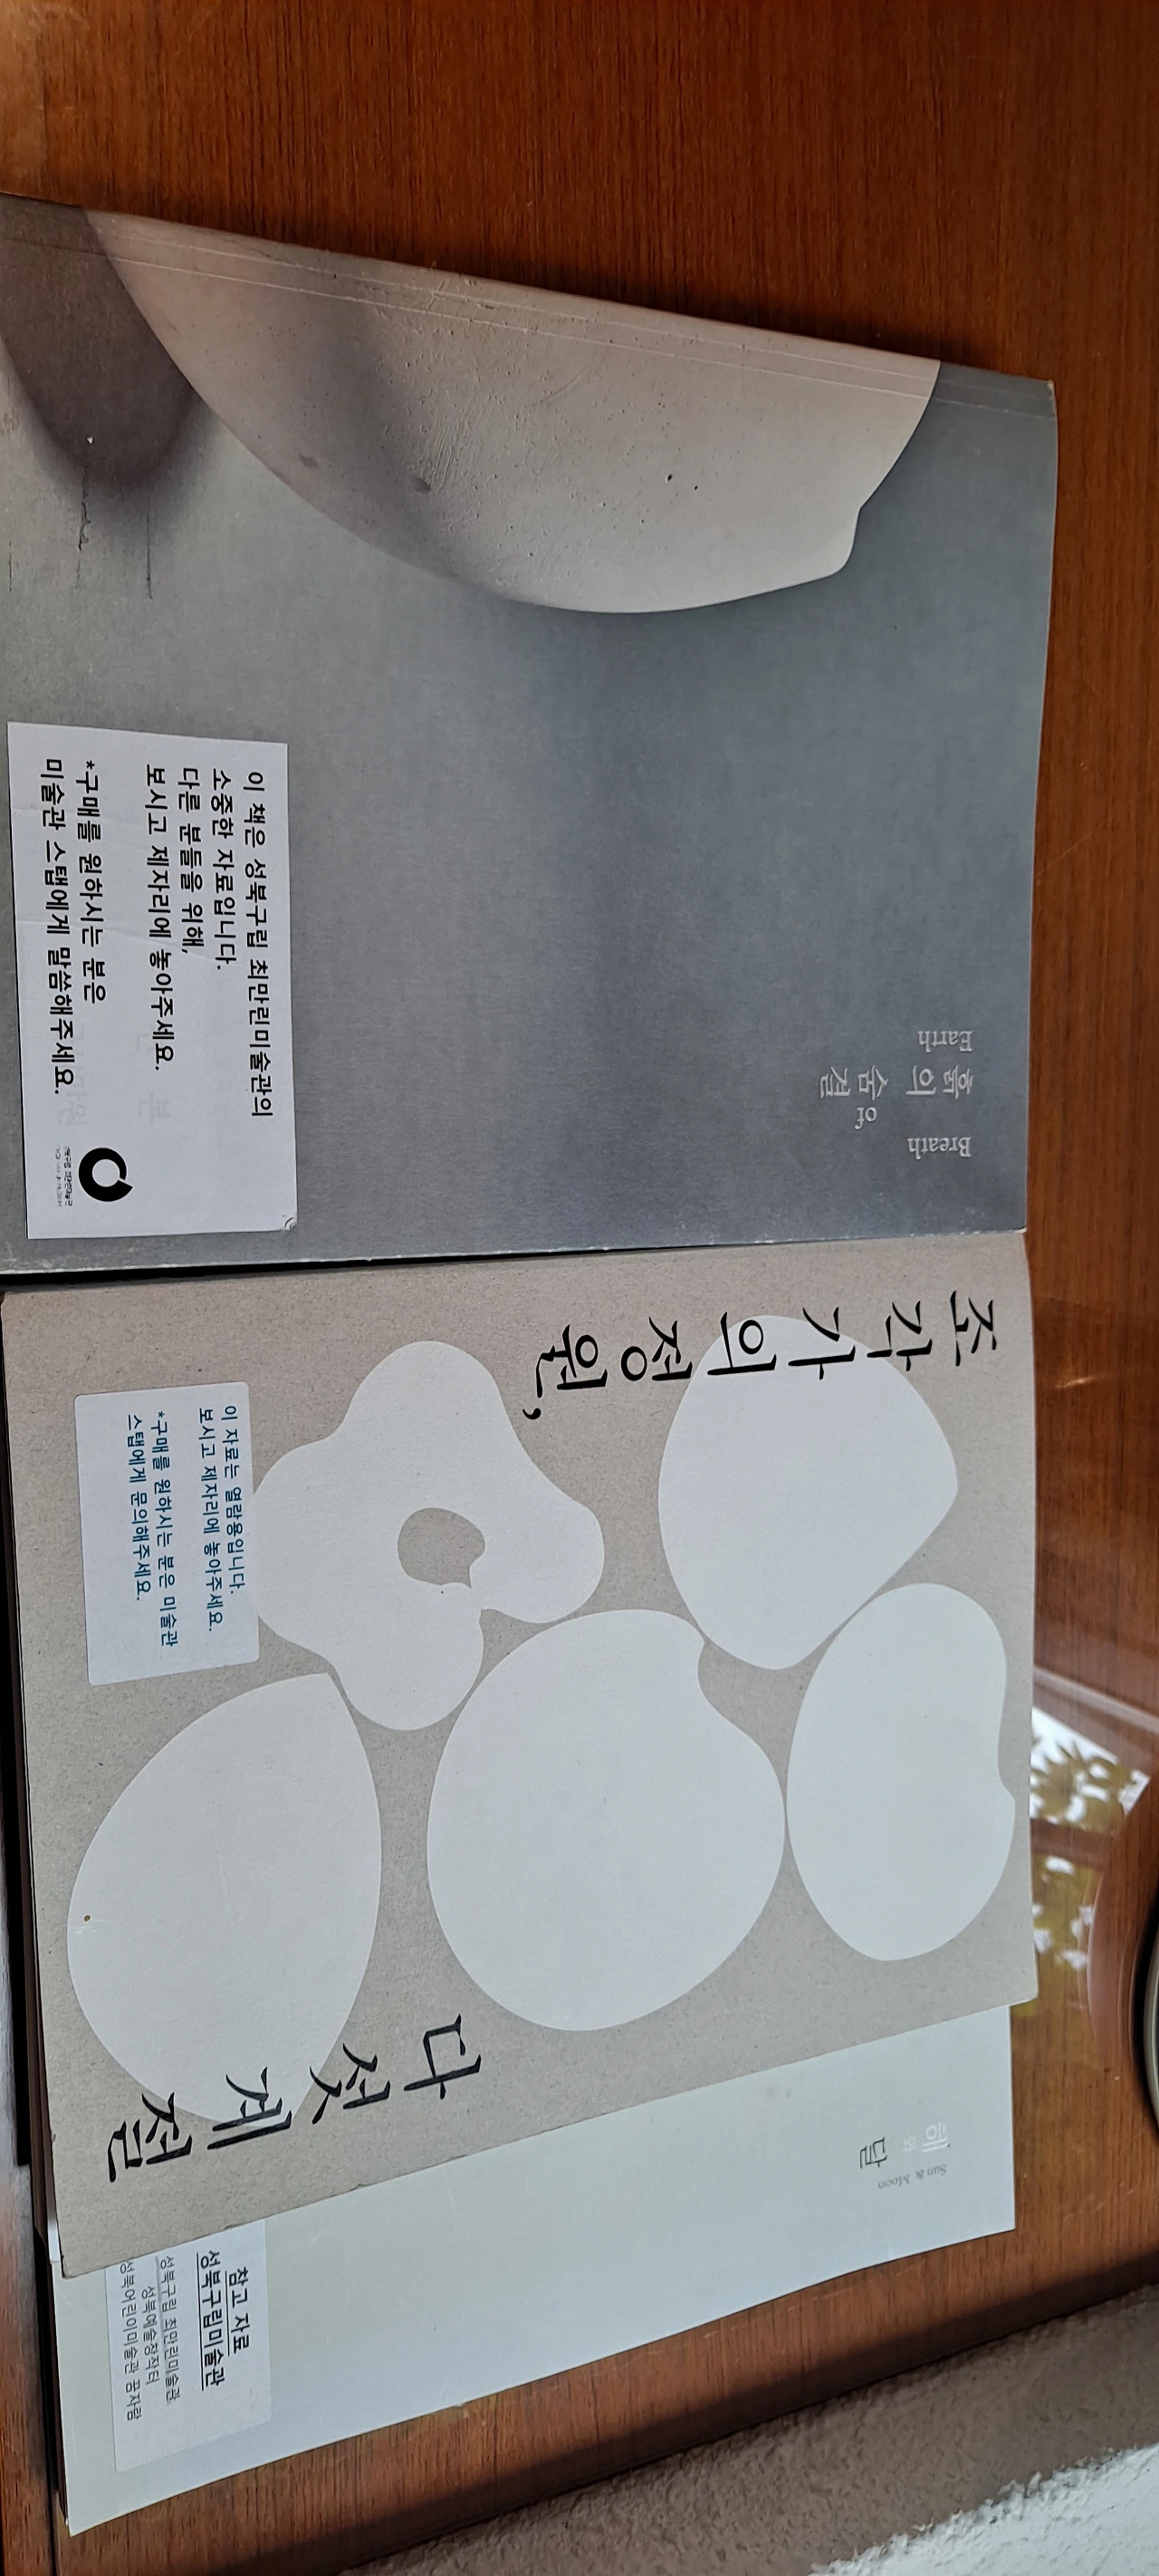 Breath
of
Earth
흙의
숨결
이 책은 성북구립 최만린미술관의
소중한 자료입니다.
다른 분들을 위해,
보시고 제자리에 놓아주세요.
*구매를 원하시는 분은
미술관 스탭에게 말씀해주세요.
조각가의정원,
다섯계절
이 자료는 열람용입니다.
보시고 제자리에 놓아주세요.
*구매를 원하시는 분은 미술관
스탭에게 문의해주세요.
해와
달
Sun & Moon
참고 자료
성북구립미술관
성북구립 최만린미술관
성북예술창작터
성북어린이미술관 꿈자람